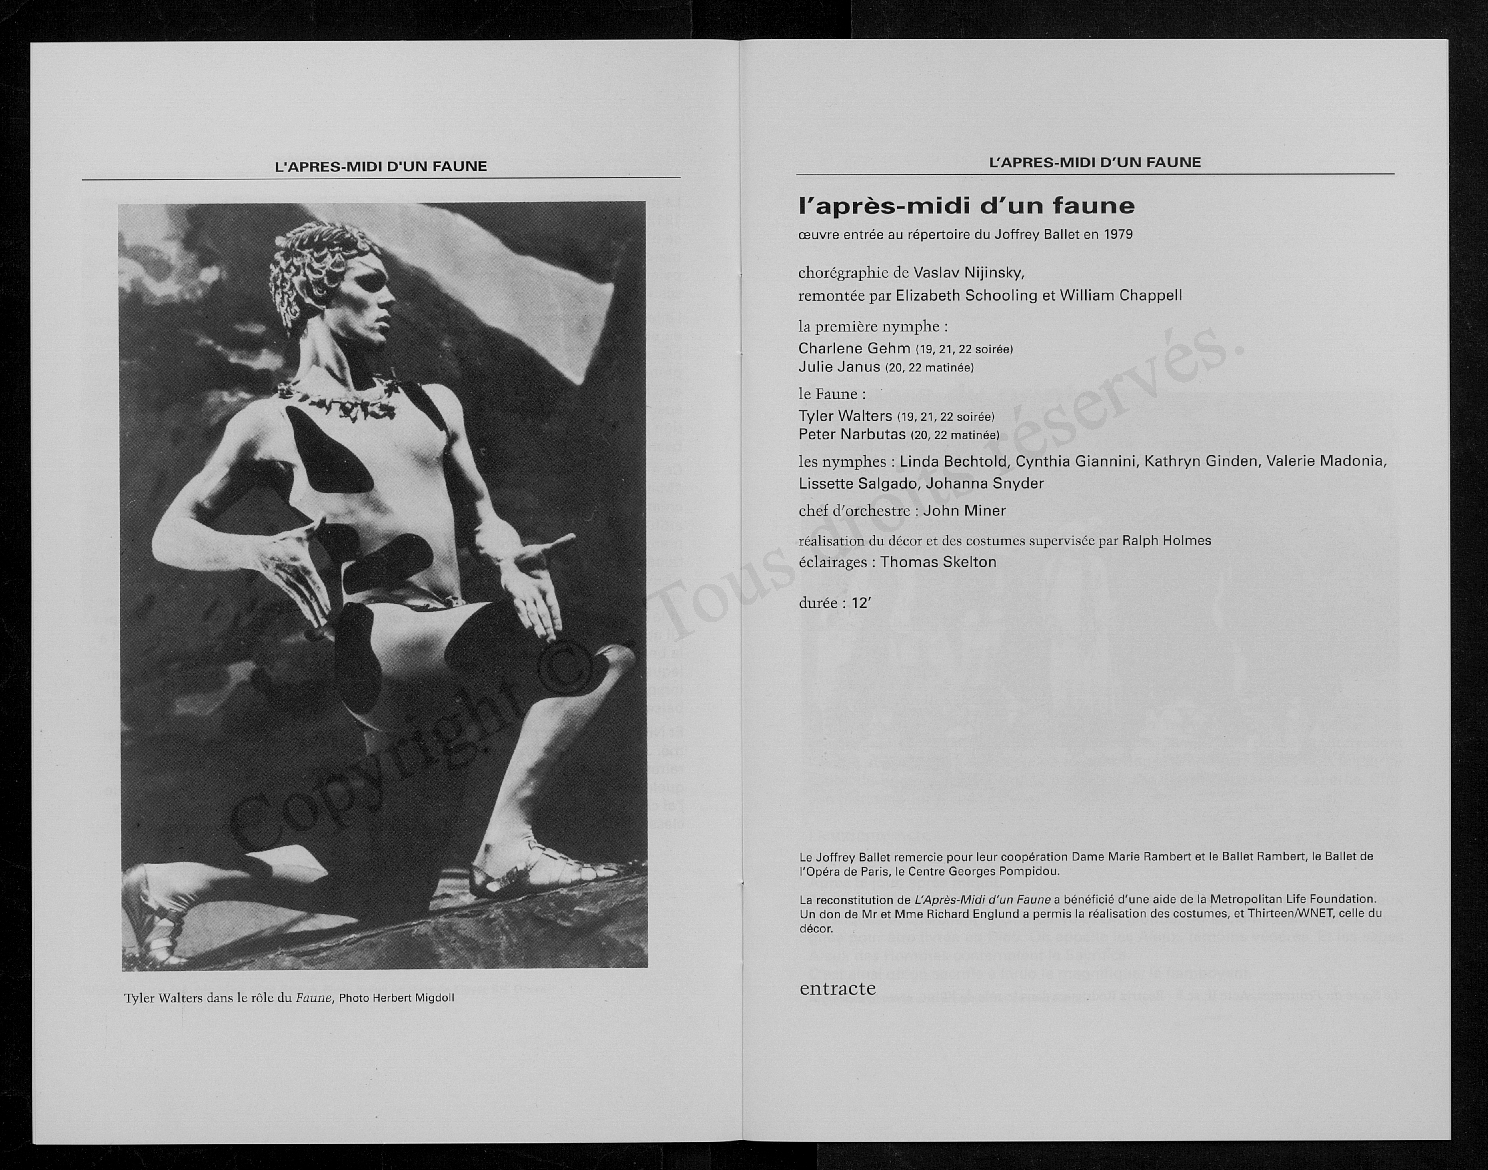 L'APRES-MIDI D'UN FAUNE
Tyler Walters dans le rôle du Faune, Photo Herbert Migdoll
L'APRES-MIDI D'UN FAUNE
l'après-midi d'un faune
œuvre entrée au répertoire du Joffrey Ballet en 1979
chorégraphie de Vaslav Nijinsky,
remontée par Elizabeth Schooling et William Chappell
la première nymphe :
Charlene Gehm (19, 21, 22 soirée)
Julie Janus (20, 22 matinée)
le Faune :
Tyler Walters (19, 21, 22 soirée)
Peter Narbutas (20, 22 matinée)
les nymphes : Linda Bechtold, Cynthia Giannini, Kathryn Ginden, Valerie Madonia,
Lissette Salgado, Johanna Snyder
chef d'orchestre : John Miner
réalisation du décor et des costumes supervisée par Ralph Holmes
éclairages : Thomas Skelton
durée : 12'
Le Joffrey Ballet remercie pour leur coopération Dame Marie Rambert et le Ballet Rambert, le Ballet de
l'Opéra de Paris, le Centre Georges Pompidou.
La reconstitution de L'Après-Midi d'un Faune a bénéficié d'une aide de la Metropolitan Life Foundation.
Un don de Mr et Mme Richard Englund a permis la réalisation des costumes, et Thirteen/WNET, celle du
décor.
entracte
Copyright © - Tous droits réservés.